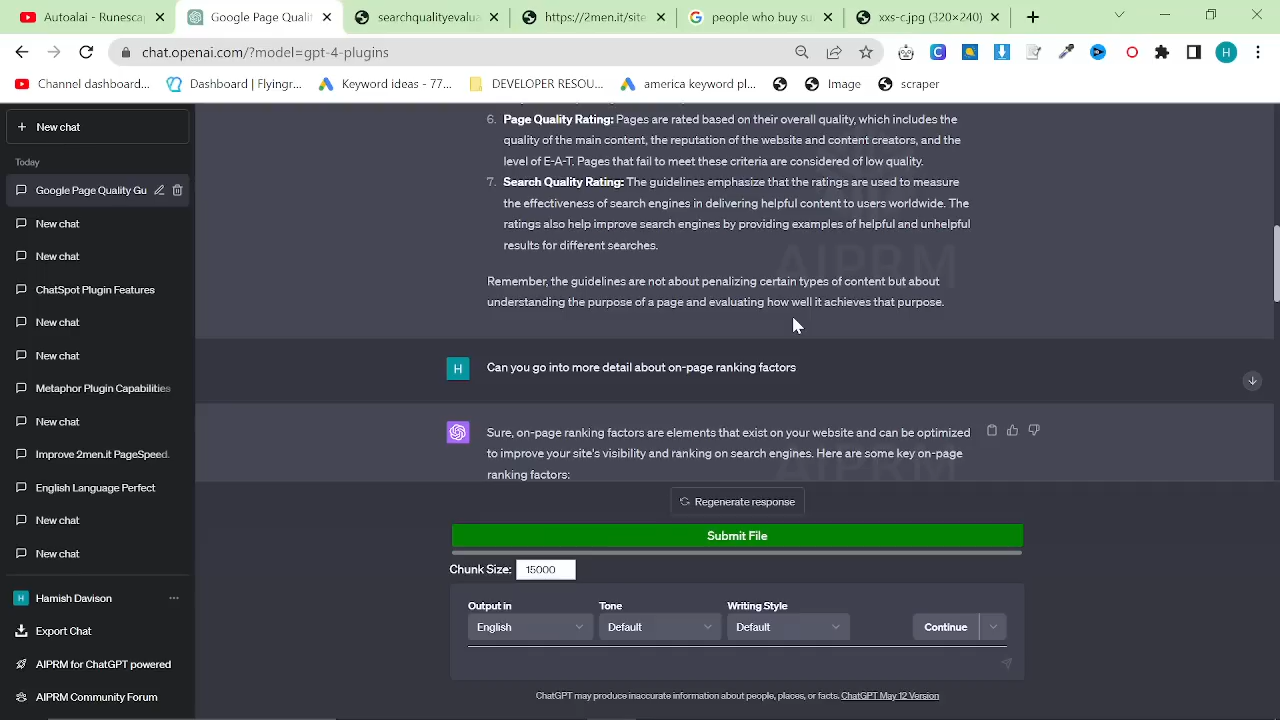 Autoalai - Runescap
Google Page Qualit
searchqualityevalua
https://2men.it/site
people who buy su
xxs-c.jpg (320×240)
chat.openai.com/?model=gpt-4-plugins
H
Channel dashboard...
Dashboard | Flyingr...
Keyword ideas - 77...
DEVELOPER RESOU...
america keyword pl...
Image
scraper
New chat
Today
Google Page Quality Gu
New chat
New chat
ChatSpot Plugin Features
New chat
New chat
Metaphor Plugin Capabilities
New chat
Improve 2men.it PageSpeed.
English Language Perfect
New chat
New chat
H Hamish Davison
Export Chat
AIPRM for ChatGPT powered
AIPRM Community Forum
6. Page Quality Rating: Pages are rated based on their overall quality, which includes the
quality of the main content, the reputation of the website and content creators, and the
level of E-A-T. Pages that fail to meet these criteria are considered of low quality.
7. Search Quality Rating: The guidelines emphasize that the ratings are used to measure
the effectiveness of search engines in delivering helpful content to users worldwide. The
ratings also help improve search engines by providing examples of helpful and unhelpful
results for different searches.
AIPRM
Remember, the guidelines are not about penalizing certain types of content but about
understanding the purpose of a page and evaluating how well it achieves that purpose.
H Can you go into more detail about on-page ranking factors
Sure, on-page ranking factors are elements that exist on your website and can be optimized
to improve your site's visibility and ranking on search engines. Here are some key on-page
ranking factors:
AIPRM
Regenerate response
Submit File
Chunk Size: 15000
Output in Tone Writing Style
English Default Default Continue
ChatGPT may produce inaccurate information about people, places, or facts. ChatGPT May 12 Version